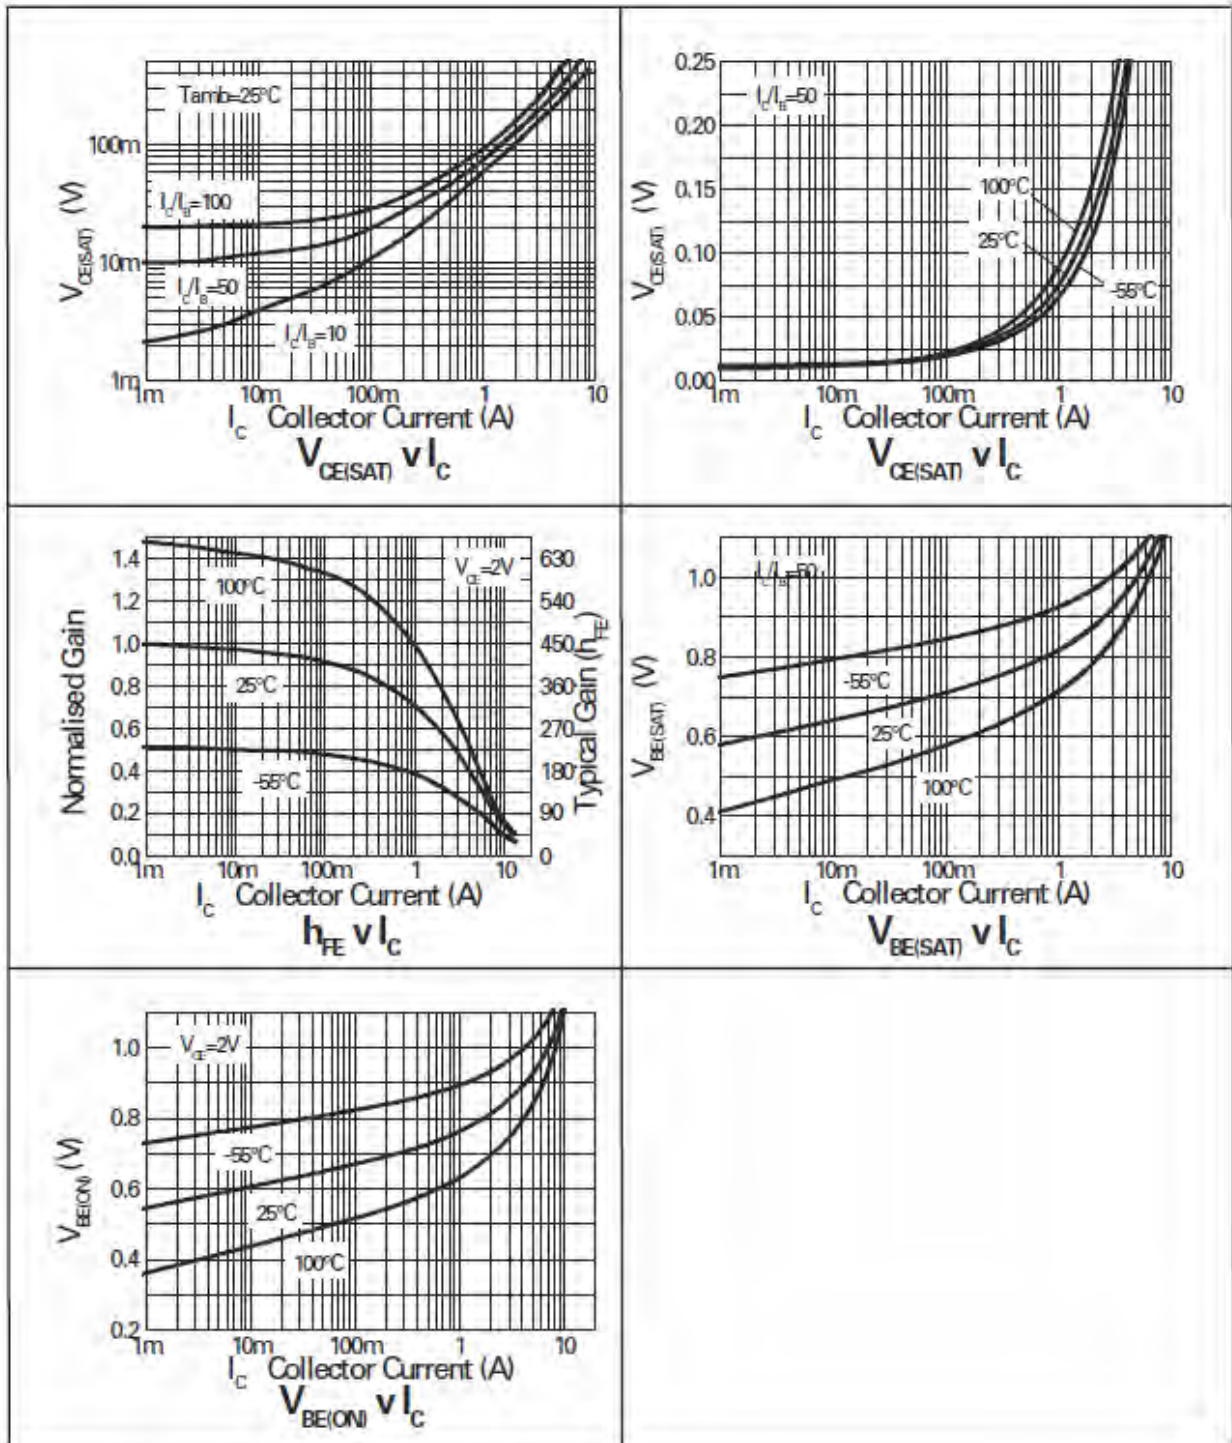 Tamb=25°C
100m
I_C/I_B=100
V_CE(SAT) (V)
10m
I_C/I_B=50
I_C/I_B=10
1m
1m 10m 100m 1 10
I_C Collector Current (A)
V_CE(SAT) v I_C
0.25
I_C/I_B=50
0.20
0.15
100°C
V_CE(SAT) (V)
0.10
25°C
-55°C
0.05
0.00
1m 10m 100m 1 10
I_C Collector Current (A)
V_CE(SAT) v I_C
1.4 V_CE=2V 630
100°C
1.2 540
1.0 450
Normalised Gain
Typical Gain (h_FE)
0.8 25°C 360
0.6 270
0.4 -55°C 180
0.2 90
0.0 0
1m 10m 100m 1 10
I_C Collector Current (A)
h_FE v I_C
I_C/I_B=50
1.0
0.8
-55°C
V_BE(SAT) (V)
0.6 25°C
100°C
0.4
1m 10m 100m 1 10
I_C Collector Current (A)
V_BE(SAT) v I_C
1.0 V_CE=2V
0.8
-55°C
V_BE(ON) (V)
0.6
25°C
0.4 100°C
0.2
1m 10m 100m 1 10
I_C Collector Current (A)
V_BE(ON) v I_C